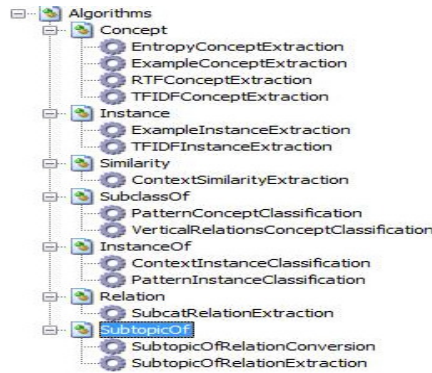 Algorithms
Concept
EntropyConceptExtraction
ExampleConceptExtraction
RTFConceptExtraction
TFIDFConceptExtraction
Instance
ExampleInstanceExtraction
TFIDFInstanceExtraction
Similarity
ContextSimilarityExtraction
SubclassOf
PatternConceptClassification
VerticalRelationsConceptClassification
InstanceOf
ContextInstanceClassification
PatternInstanceClassification
Relation
SubcatRelationExtraction
SubtopicOf
SubtopicOfRelationConversion
SubtopicOfRelationExtraction